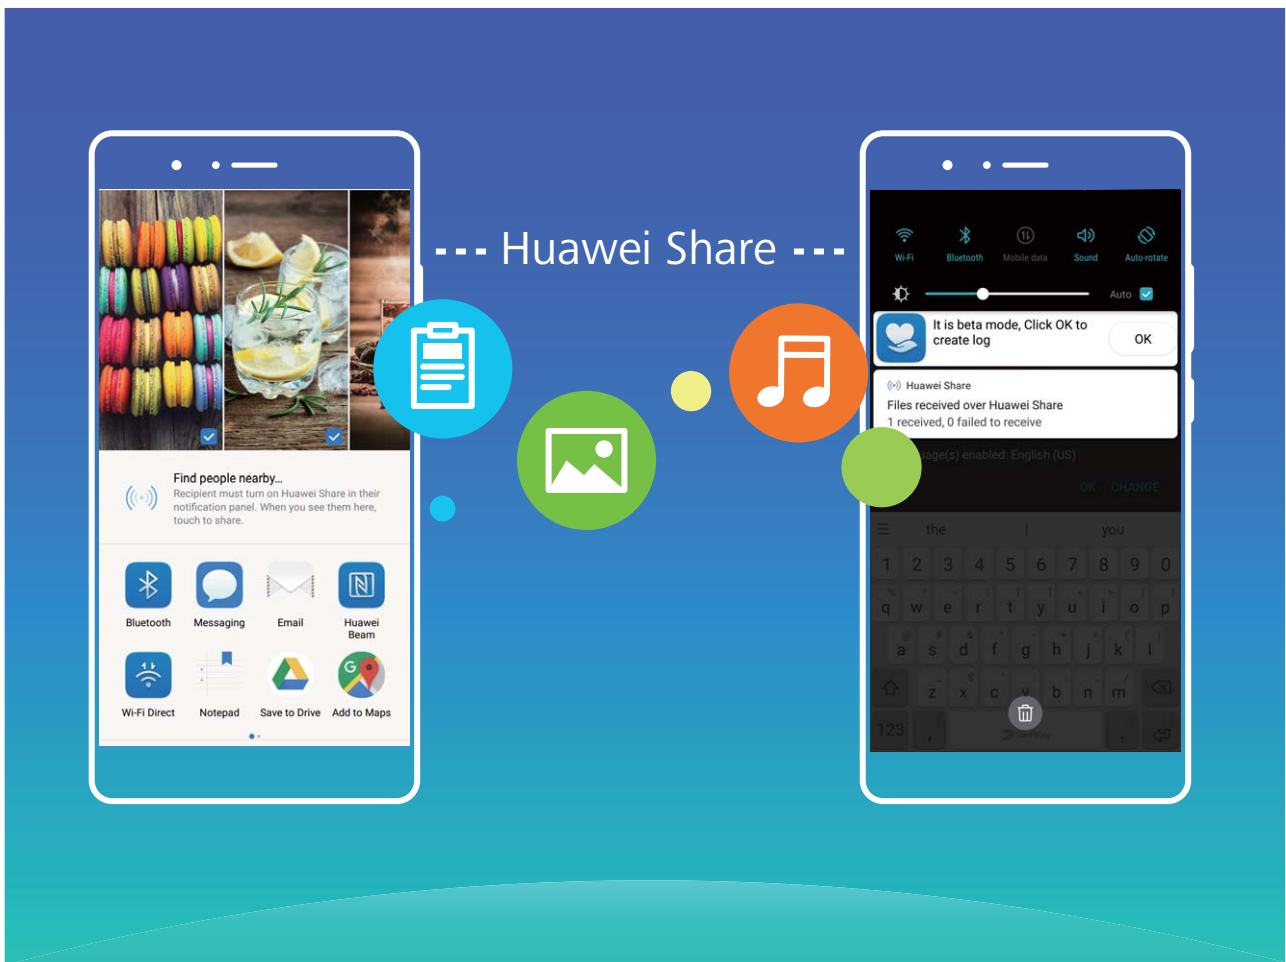 Huawei Share
Find people nearby...
Recipient must turn on Huawei Share in their
notification panel. When you see them here,
touch to share.
Bluetooth
Messaging
Email
Huawei
Beam
Wi-Fi Direct
Notepad
Save to Drive
Add to Maps
Wi-Fi
Bluetooth
Mobile data
Sound
Auto-rotate
Auto
It is beta mode, Click OK to
create log
OK
Huawei Share
Files received over Huawei Share
1 received, 0 failed to receive
enabled: English (US)
OK CHANGE
the I you
1 2 3 4 5 6 7 8 9 0
q w e r t y u i o p
a s d f g h j k l
z x c v b n m
123